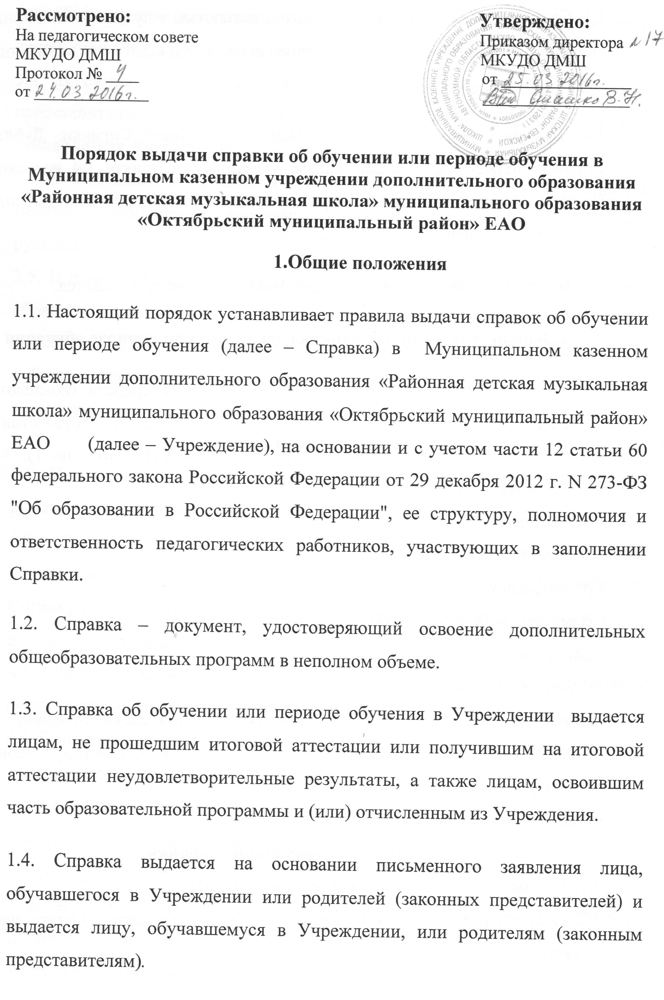 Рассмотрено:
На педагогическом совете
МКУДО ДМШ
Протокол № 4
от 24.03.2016г.
Утверждено:
Приказом директора №17
МКУДО ДМШ
от 25.03.2016г.
Сташко В.Н.
Порядок выдачи справки об обучении или периоде обучения в
Муниципальном казенном учреждении дополнительного образования
«Районная детская музыкальная школа» муниципального образования
«Октябрьский муниципальный район» ЕАО
1.Общие положения
1.1. Настоящий порядок устанавливает правила выдачи справок об обучении
или периоде обучения (далее – Справка) в Муниципальном казенном
учреждении дополнительного образования «Районная детская музыкальная
школа» муниципального образования «Октябрьский муниципальный район»
ЕАО (далее – Учреждение), на основании и с учетом части 12 статьи 60
федерального закона Российской Федерации от 29 декабря 2012 г. N 273-ФЗ
"Об образовании в Российской Федерации", ее структуру, полномочия и
ответственность педагогических работников, участвующих в заполнении
Справки.
1.2. Справка – документ, удостоверяющий освоение дополнительных
общеобразовательных программ в неполном объеме.
1.3. Справка об обучении или периоде обучения в Учреждении выдается
лицам, не прошедшим итоговой аттестации или получившим на итоговой
аттестации неудовлетворительные результаты, а также лицам, освоившим
часть образовательной программы и (или) отчисленным из Учреждения.
1.4. Справка выдается на основании письменного заявления лица,
обучавшегося в Учреждении или родителей (законных представителей) и
выдается лицу, обучавшемуся в Учреждении, или родителям (законным
представителям).